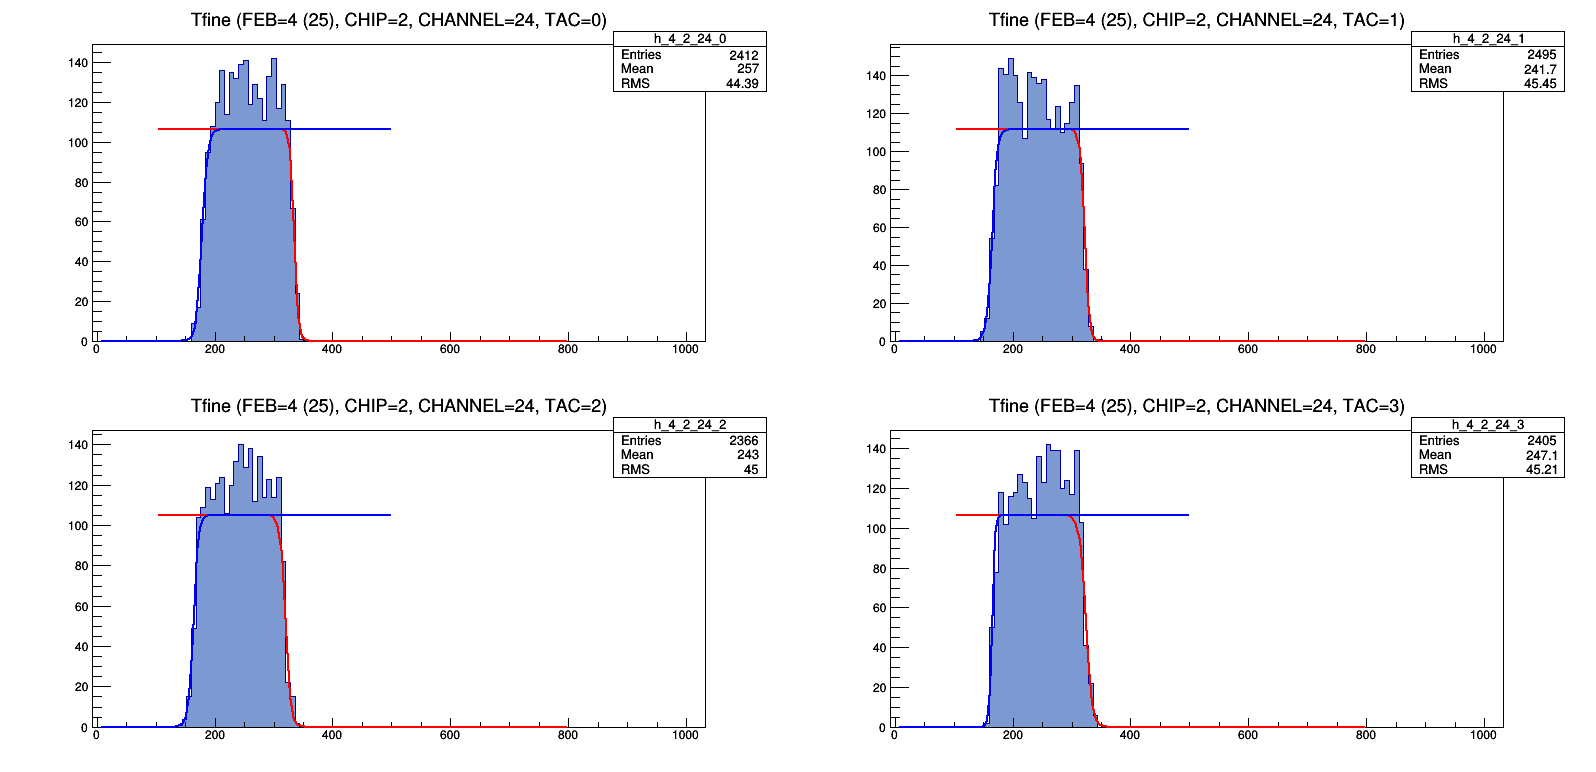 Tfine (FEB=4 (25), CHIP=2, CHANNEL=24, TAC=0)
h_4_2_24_0
Entries 2412
Mean 257
RMS 44.39
140
120
100
80
60
40
20
0
0 200 400 600 800 1000
Tfine (FEB=4 (25), CHIP=2, CHANNEL=24, TAC=1)
h_4_2_24_1
Entries 2495
Mean 241.7
RMS 45.45
140
120
100
80
60
40
20
0
0 200 400 600 800 1000
Tfine (FEB=4 (25), CHIP=2, CHANNEL=24, TAC=2)
h_4_2_24_2
Entries 2366
Mean 243
RMS 45
140
120
100
80
60
40
20
0
0 200 400 600 800 1000
Tfine (FEB=4 (25), CHIP=2, CHANNEL=24, TAC=3)
h_4_2_24_3
Entries 2405
Mean 247.1
RMS 45.21
140
120
100
80
60
40
20
0
0 200 400 600 800 1000